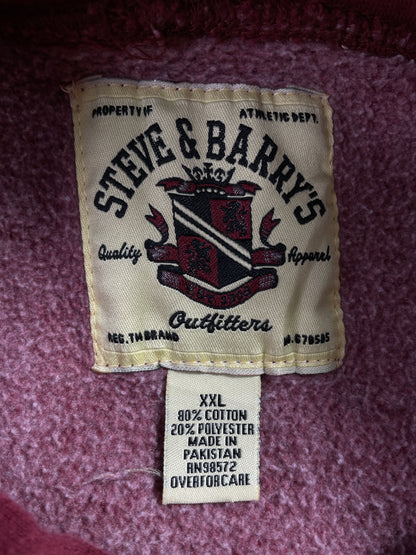 PROPERTY IF
ATHLETIC DEPT.
STEVE & BARRY'S
Quality
Apparel
Outfitters
REG. TM BRAND
XXL
80% COTTON
20% POLYESTER
MADE IN
PAKISTAN
RN98572
OVER FOR CARE